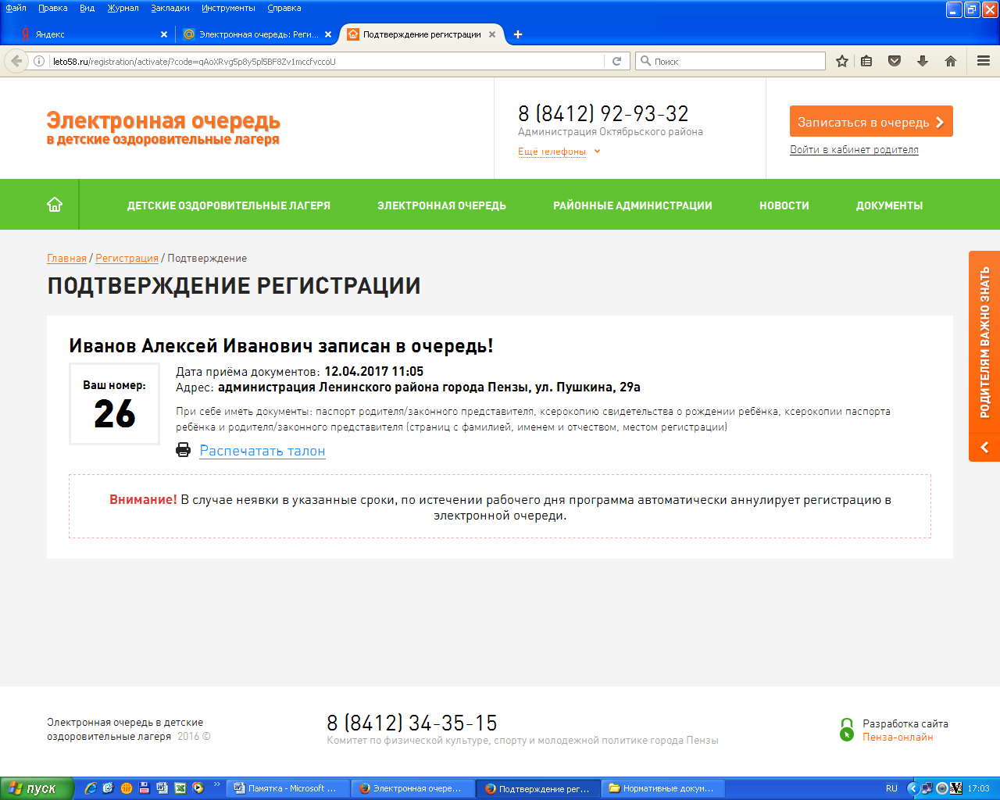 Файл Правка Вид Журнал Закладки Инструменты Справка
Яндекс
Электронная очередь: Реги...
Подтверждение регистрации
leto58.ru/registration/activate/?code=qAoXRvg5p8y5pl5BF8Zv1mccfvccoU
Поиск
Электронная очередь
в детские оздоровительные лагеря
8 (8412) 92-93-32
Администрация Октябрьского района
Ещё телефоны
Записаться в очередь
Войти в кабинет родителя
ДЕТСКИЕ ОЗДОРОВИТЕЛЬНЫЕ ЛАГЕРЯ
ЭЛЕКТРОННАЯ ОЧЕРЕДЬ
РАЙОННЫЕ АДМИНИСТРАЦИИ
НОВОСТИ
ДОКУМЕНТЫ
Главная / Регистрация / Подтверждение
ПОДТВЕРЖДЕНИЕ РЕГИСТРАЦИИ
РОДИТЕЛЯМ ВАЖНО ЗНАТЬ
Иванов Алексей Иванович записан в очередь!
Ваш номер:
26
Дата приёма документов: 12.04.2017 11:05
Адрес: администрация Ленинского района города Пензы, ул. Пушкина, 29а
При себе иметь документы: паспорт родителя/законного представителя, ксерокопию свидетельства о рождении ребёнка, ксерокопии паспорта
ребёнка и родителя/законного представителя (страниц с фамилией, именем и отчеством, местом регистрации)
Распечатать талон
Внимание! В случае неявки в указанные сроки, по истечении рабочего дня программа автоматически аннулирует регистрацию в
электронной очереди.
Электронная очередь в детские
оздоровительные лагеря 2016 ©
8 (8412) 34-35-15
Комитет по физической культуре, спорту и молодежной политике города Пензы
Разработка сайта
Пенза-онлайн
пуск
Памятка - Microsoft ...
Электронная очере...
Подтверждение рег...
Нормативные докум...
RU
17:03